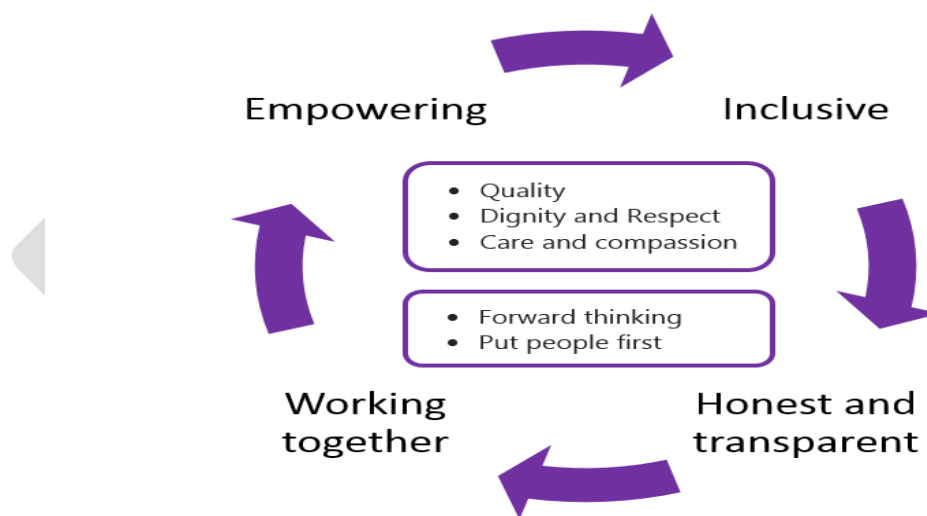 Empowering
Inclusive
• Quality
• Dignity and Respect
• Care and compassion
• Forward thinking
• Put people first
Working
together
Honest and
transparent